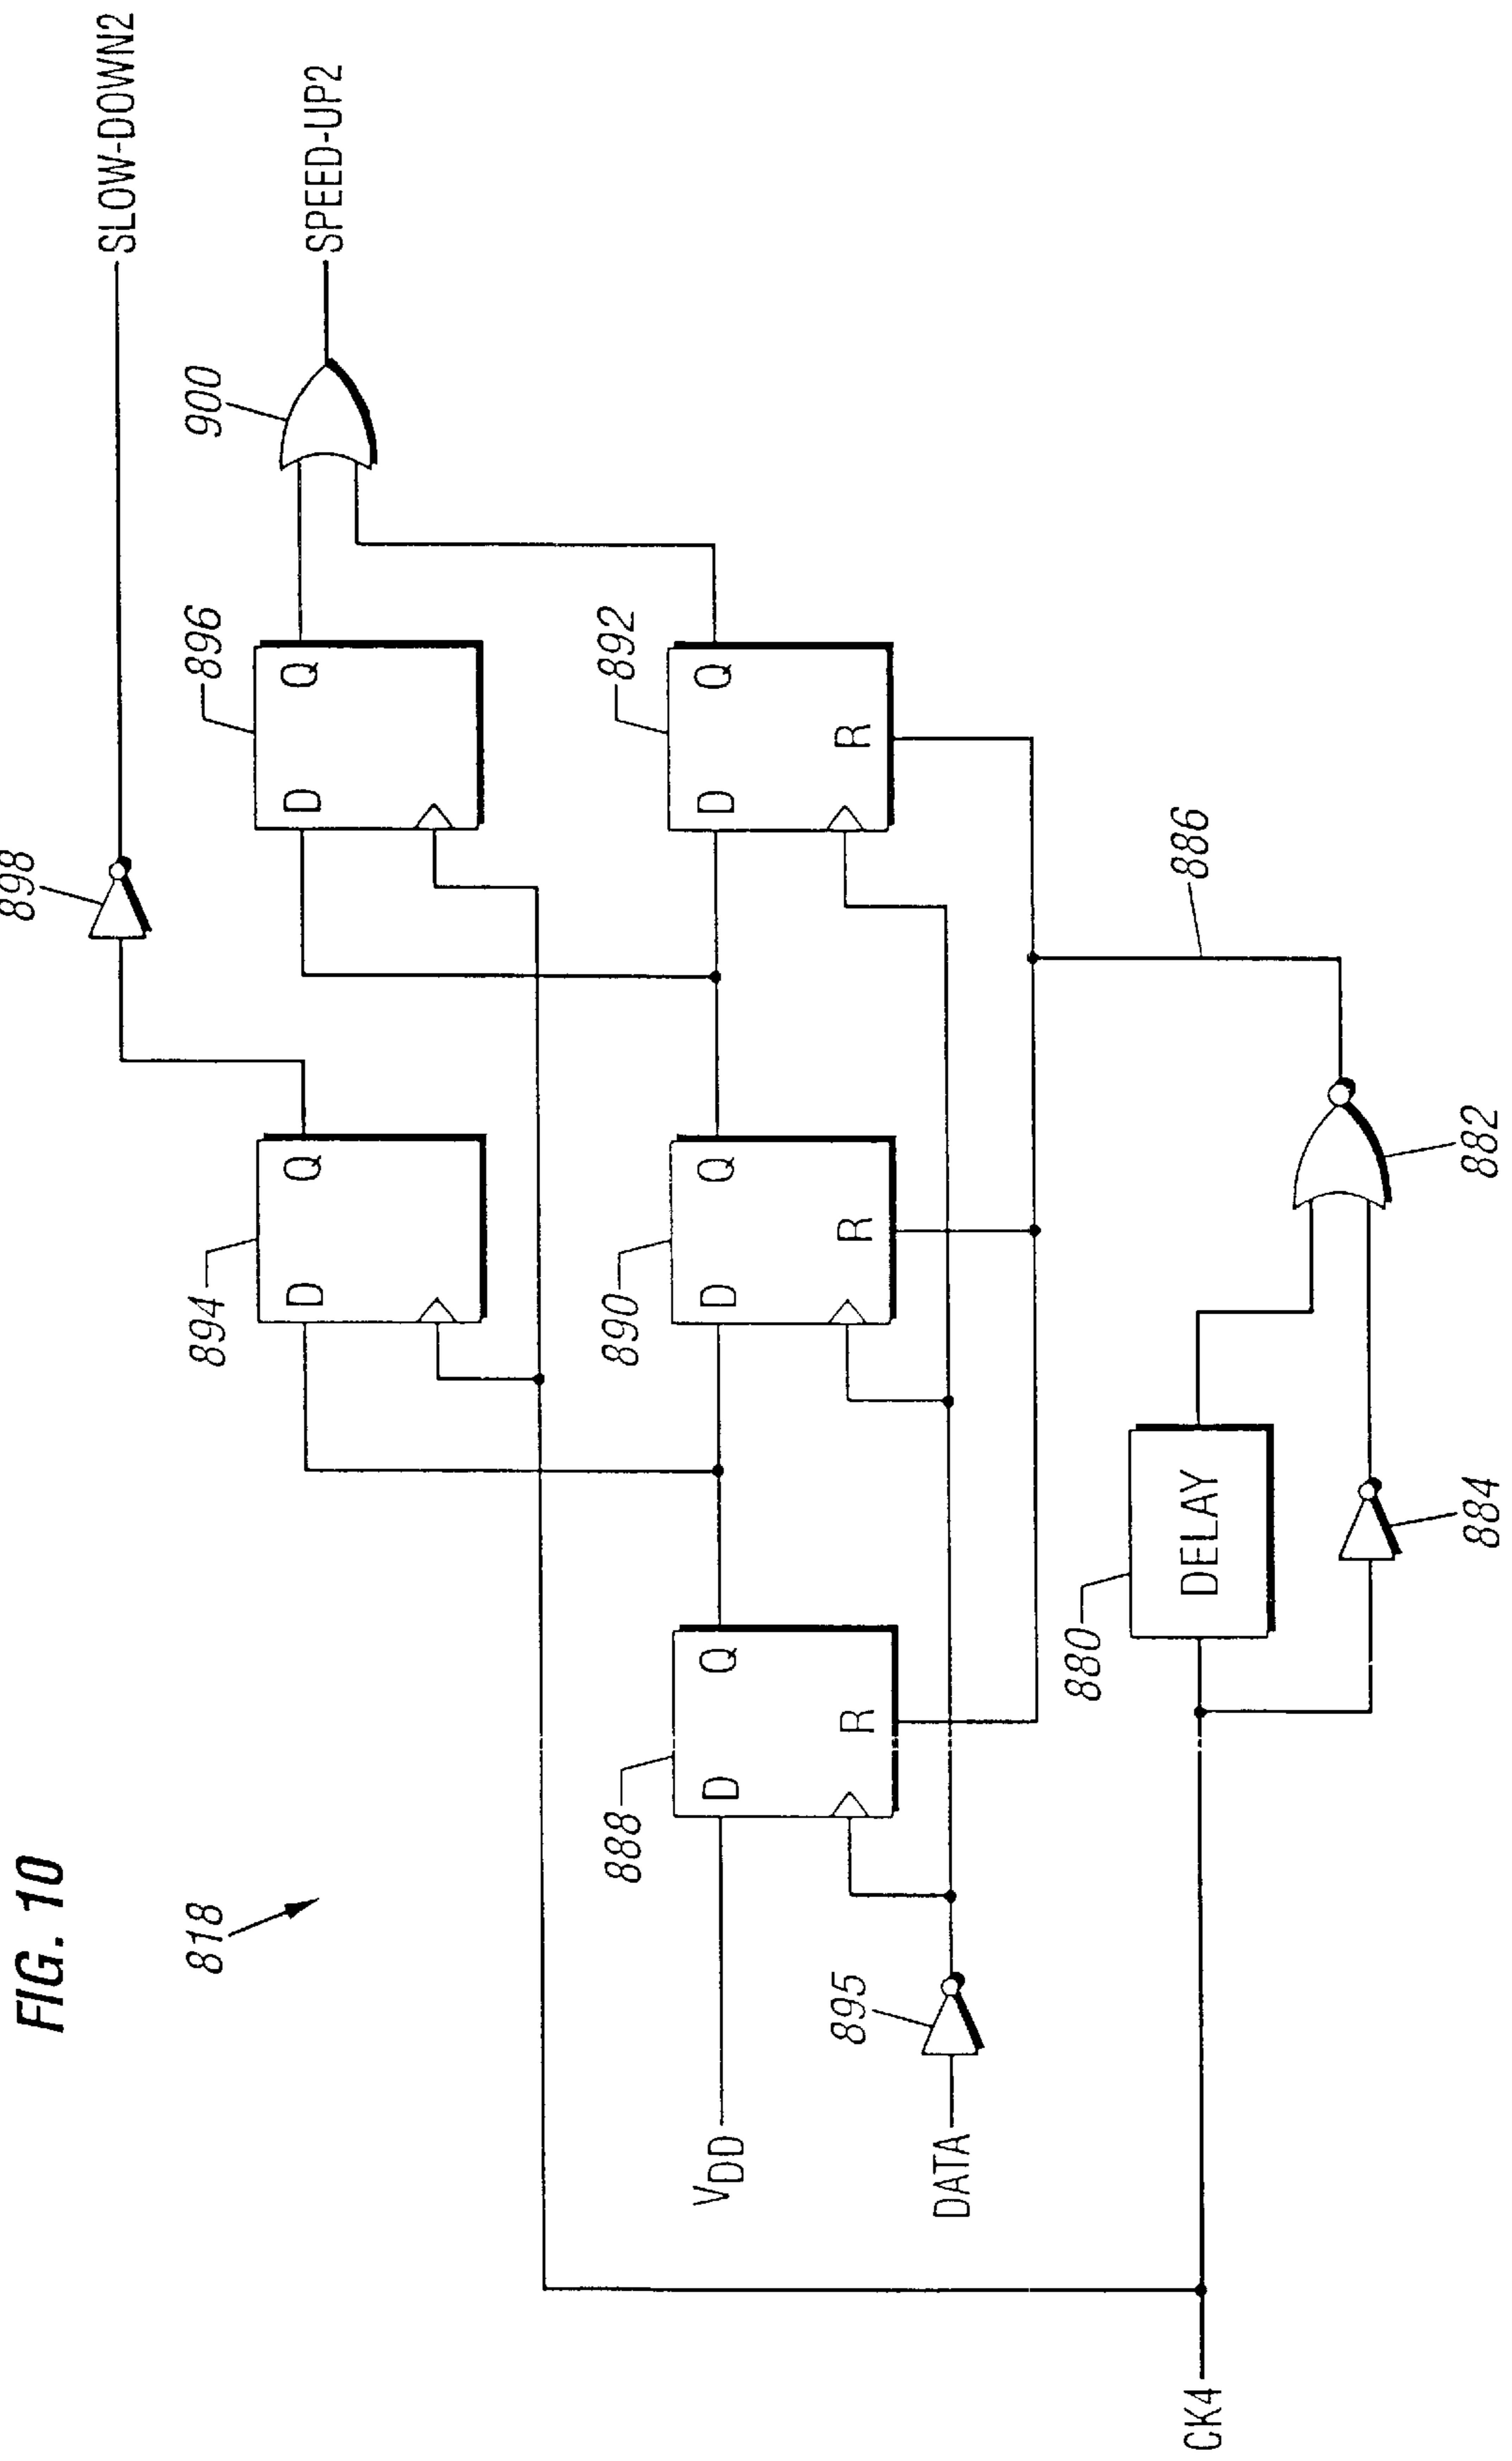 FIG. 10
818
SLOW-DOWN2
898
SPEED-UP2
900
894
D
Q
896
D
Q
888
D
Q
R
890
D
Q
R
892
D
Q
R
VDD
895
DATA
886
880
DELAY
884
882
CK4